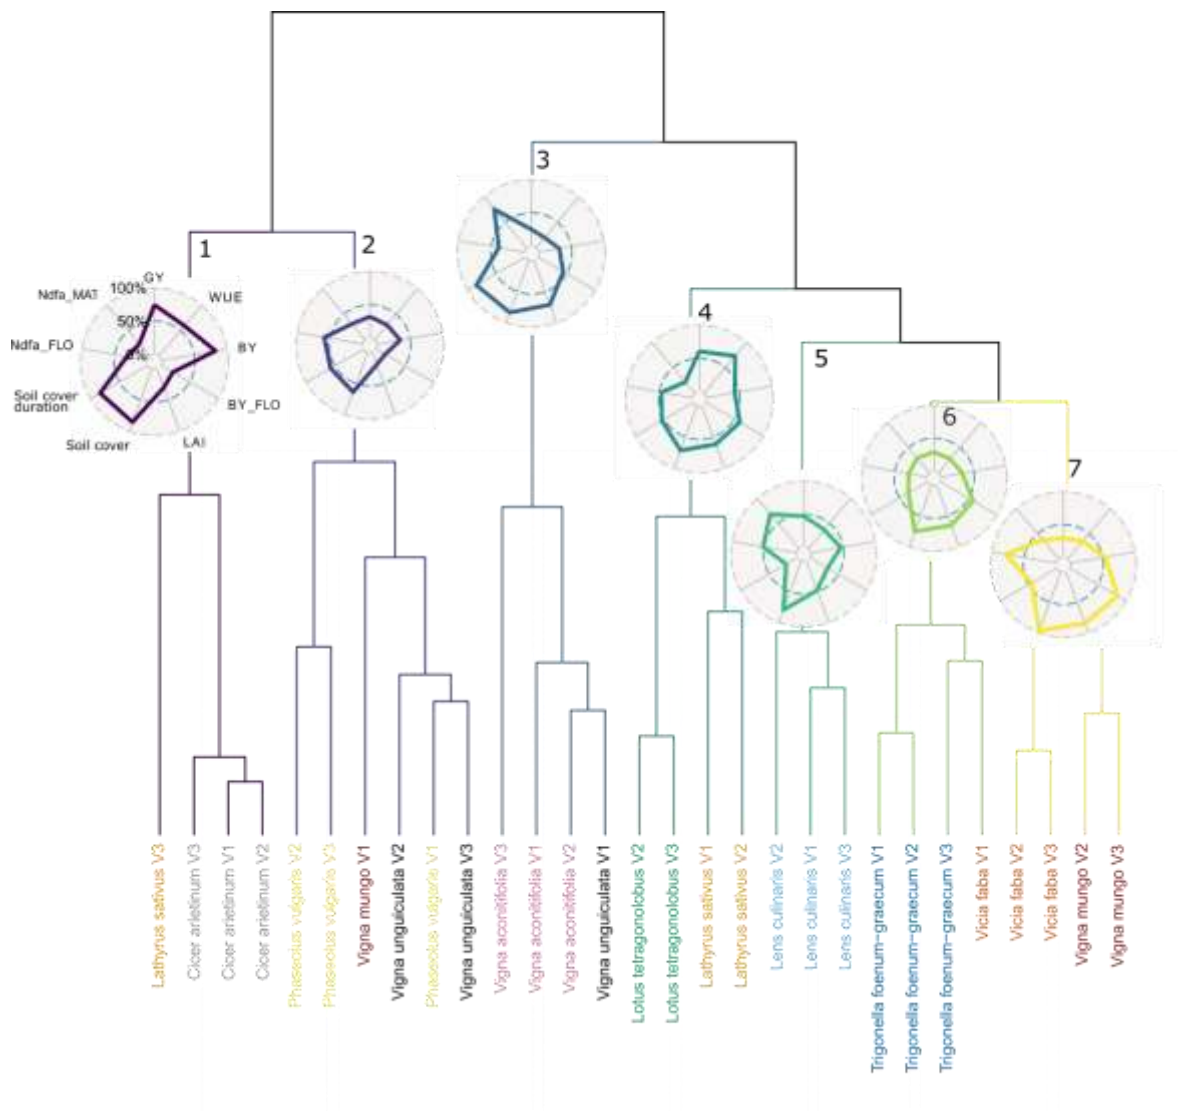 3
1
2
GY
100%
Ndfa_MAT
WUE
4
50%
Ndfa_FLO
BY
5
Soil cover
duration
BY_FLO
6
LAI
Soil cover
7
Lathyrus sativus V3
Cicer arietinum V3
Cicer arietinum V1
Cicer arietinum V2
Phaseolus vulgaris V2
Phaseolus vulgaris V3
Vigna mungo V1
Vigna unguiculata V2
Phaseolus vulgaris V1
Vigna unguiculata V3
Vigna aconitifolia V3
Vigna aconitifolia V1
Vigna aconitifolia V2
Vigna unguiculata V1
Lotus tetragonolobus V2
Lotus tetragonolobus V3
Lathyrus sativus V1
Lathyrus sativus V2
Lens culinaris V2
Lens culinaris V1
Lens culinaris V3
Trigonella foenum-graecum V1
Trigonella foenum-graecum V2
Trigonella foenum-graecum V3
Vicia faba V1
Vicia faba V2
Vicia faba V3
Vigna mungo V2
Vigna mungo V3